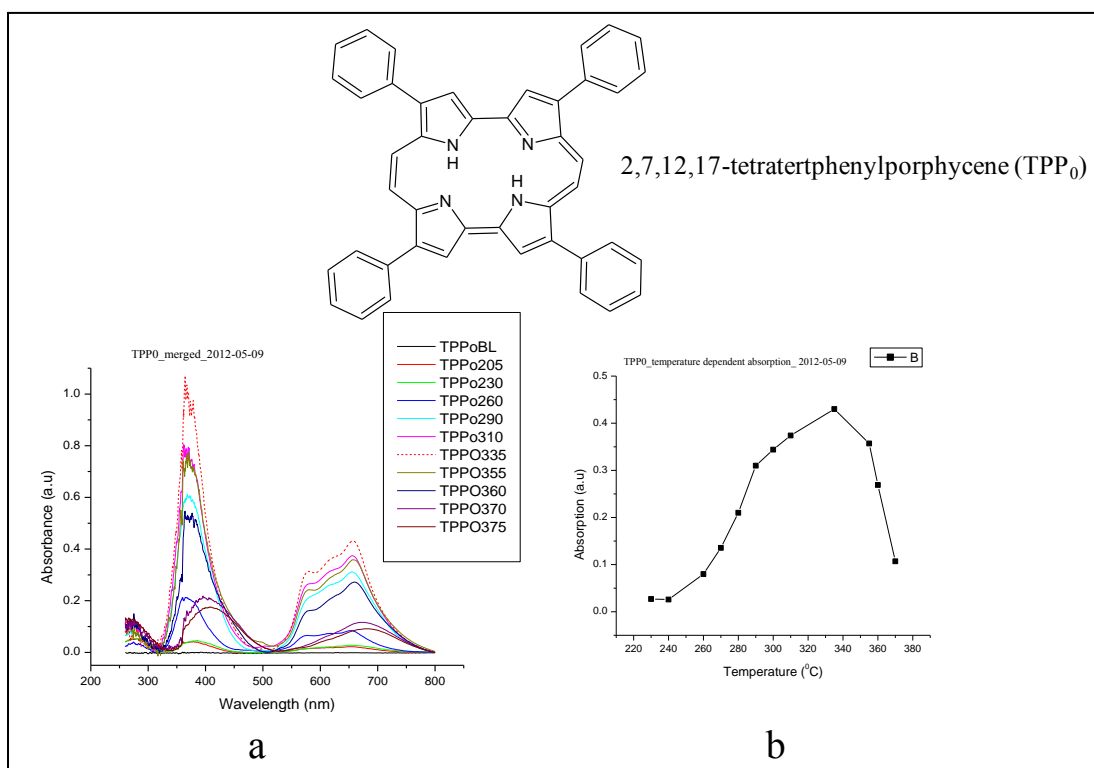 N
H
N
N
H
N
2,7,12,17-tetratertphenylporphycene (TPP₀)
TPP0_merged_2012-05-09
TPPoBL
TPPo205
TPPo230
TPPo260
TPPo290
TPPo310
TPPO335
TPPO355
TPPO360
TPPO370
TPPO375
1.0
0.8
0.6
0.4
0.2
0.0
Absorbance (a.u)
200 300 400 500 600 700 800
Wavelength (nm)
a
TPP0_temperature dependent absorption_ 2012-05-09
B
0.5
0.4
0.3
0.2
0.1
0.0
Absorption (a.u)
220 240 260 280 300 320 340 360 380
Temperature (⁰C)
b